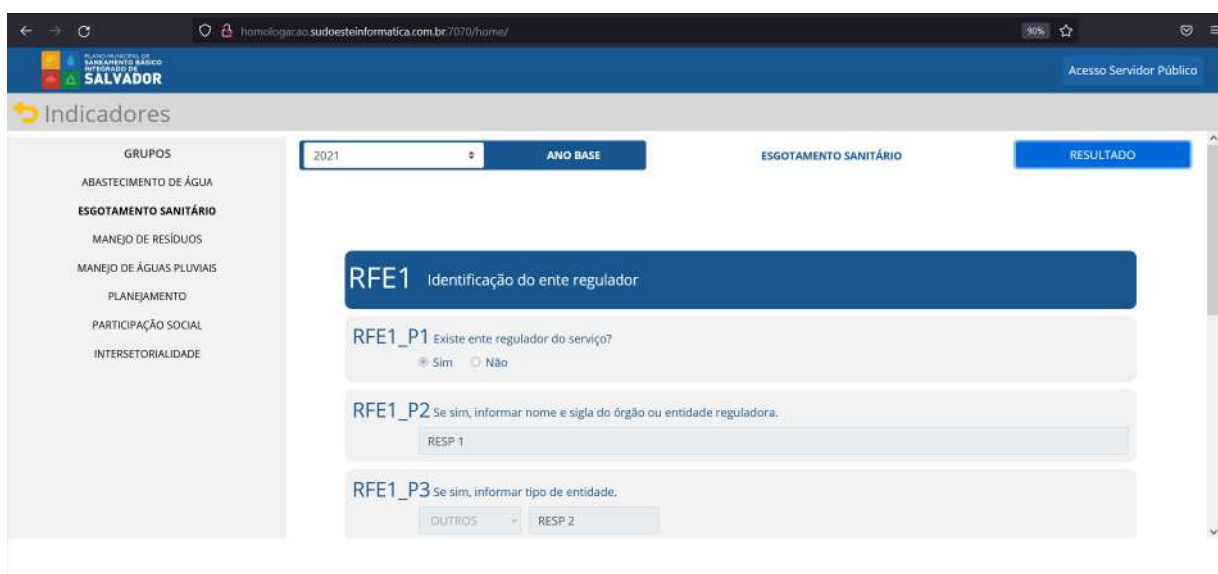 homologacao.sudoesteinformatica.com.br:7070/home/
90%
PLANO MUNICIPAL DE
SANEAMENTO BÁSICO
INTEGRADO DE
SALVADOR
Acesso Servidor Público
Indicadores
GRUPOS
ABASTECIMENTO DE ÁGUA
ESGOTAMENTO SANITÁRIO
MANEJO DE RESÍDUOS
MANEJO DE ÁGUAS PLUVIAIS
PLANEJAMENTO
PARTICIPAÇÃO SOCIAL
INTERSETORIALIDADE
2021 ANO BASE ESGOTAMENTO SANITÁRIO RESULTADO
RFE1 Identificação do ente regulador
RFE1_P1 Existe ente regulador do serviço?
Sim Não
RFE1_P2 Se sim, informar nome e sigla do órgão ou entidade reguladora.
RESP 1
RFE1_P3 Se sim, informar tipo de entidade.
OUTROS RESP 2